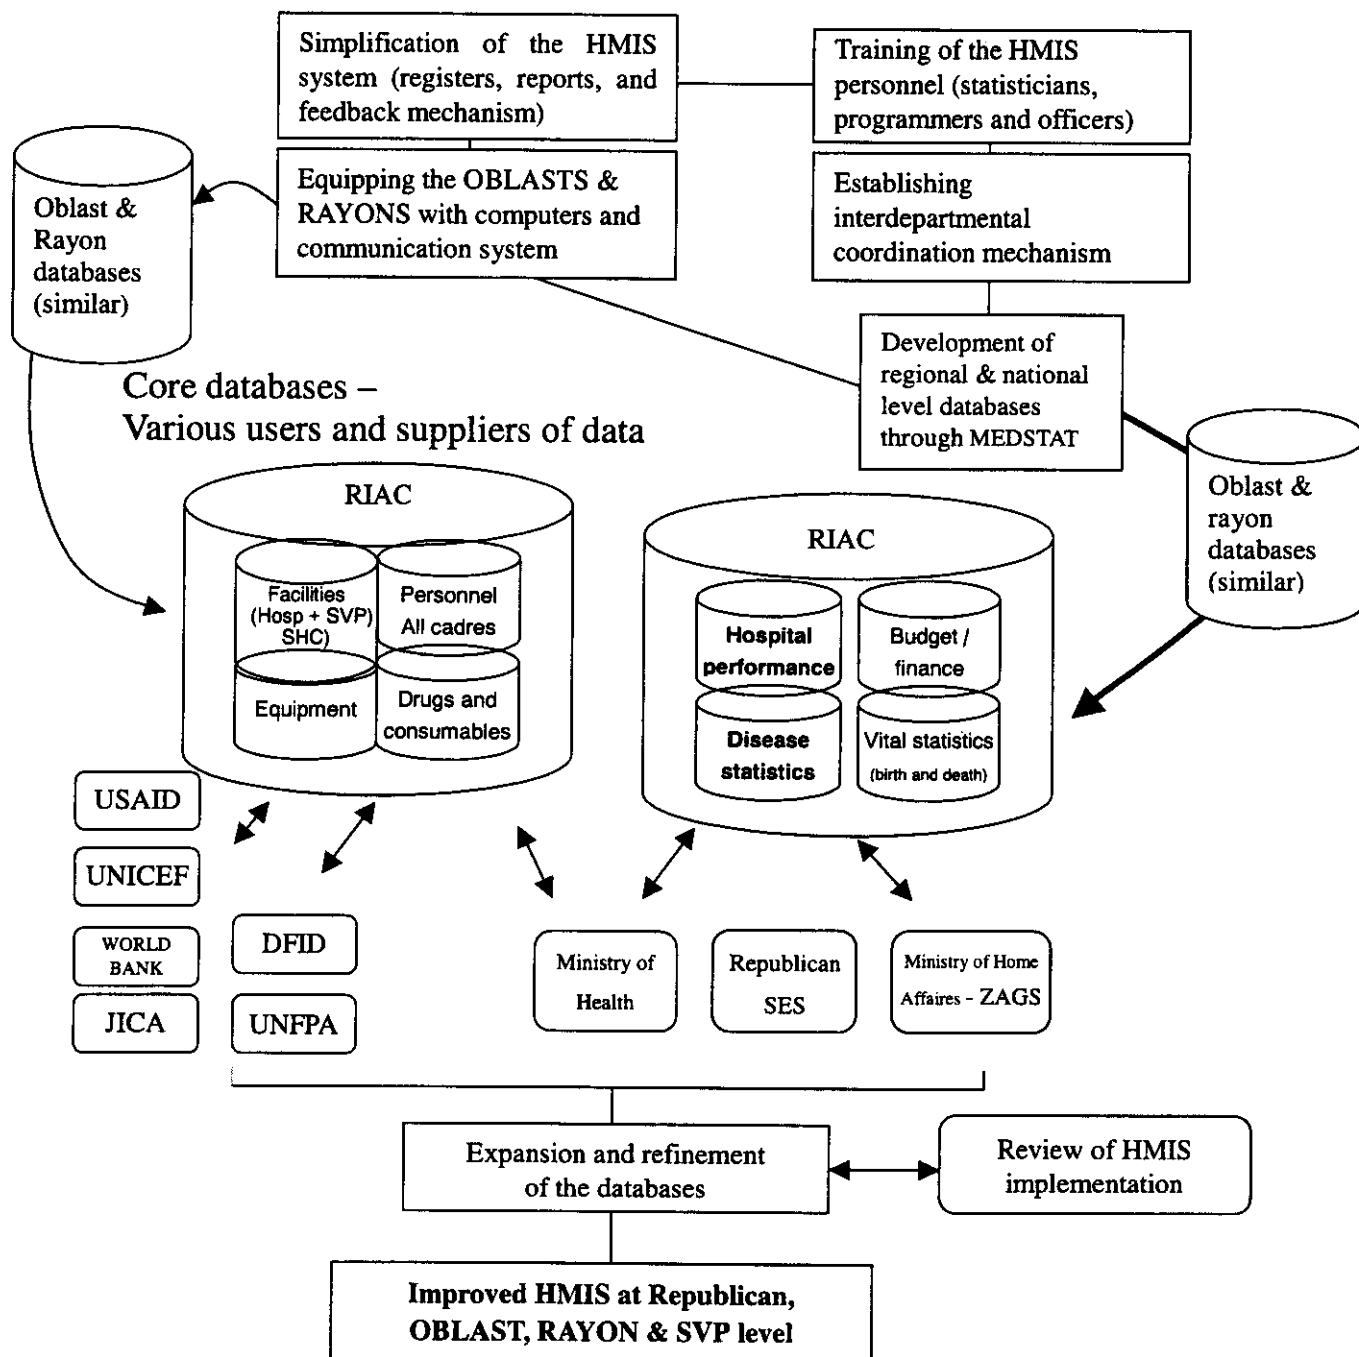 Simplification of the HMIS
system (registers, reports, and
feedback mechanism)
Training of the HMIS
personnel (statisticians,
programmers and officers)
Equipping the OBLASTS &
RAYONS with computers and
communication system
Establishing
interdepartmental
coordination mechanism
Oblast &
Rayon
databases
(similar)
Development of
regional & national
level databases
through MEDSTAT
Core databases –
Various users and suppliers of data
Oblast &
rayon
databases
(similar)
RIAC
Facilities
(Hosp + SVP)
SHC)
Personnel
All cadres
Equipment
Drugs and
consumables
RIAC
Hospital
performance
Budget /
finance
Disease
statistics
Vital statistics
(birth and death)
USAID
UNICEF
WORLD
BANK
JICA
DFID
UNFPA
Ministry of
Health
Republican
SES
Ministry of Home
Affaires - ZAGS
Expansion and refinement
of the databases
Review of HMIS
implementation
Improved HMIS at Republican,
OBLAST, RAYON & SVP level